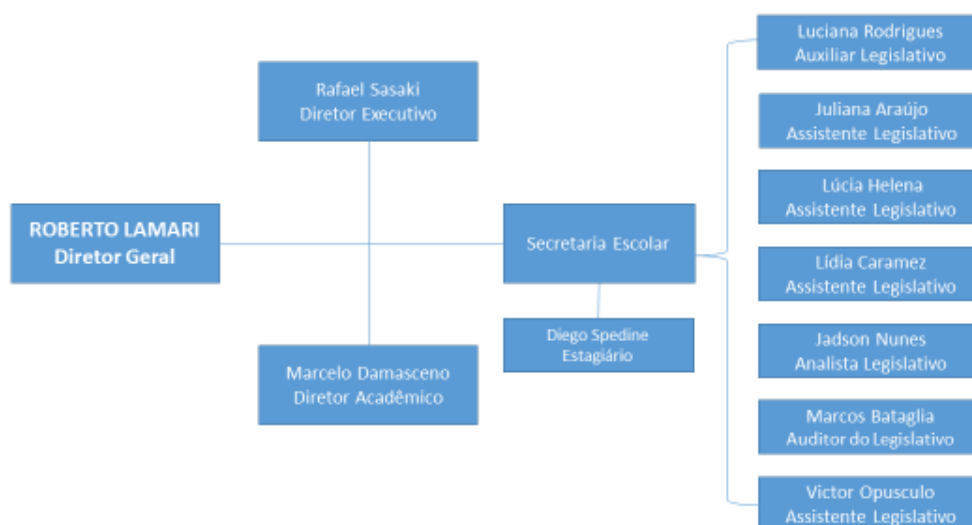 ROBERTO LAMARI
Diretor Geral
Rafael Sasaki
Diretor Executivo
Marcelo Damasceno
Diretor Acadêmico
Secretaria Escolar
Diego Spedine
Estagiário
Luciana Rodrigues
Auxiliar Legislativo
Juliana Araújo
Assistente Legislativo
Lúcia Helena
Assistente Legislativo
Lídia Caramez
Assistente Legislativo
Jadson Nunes
Analista Legislativo
Marcos Bataglia
Auditor do Legislativo
Victor Opusculo
Assistente Legislativo